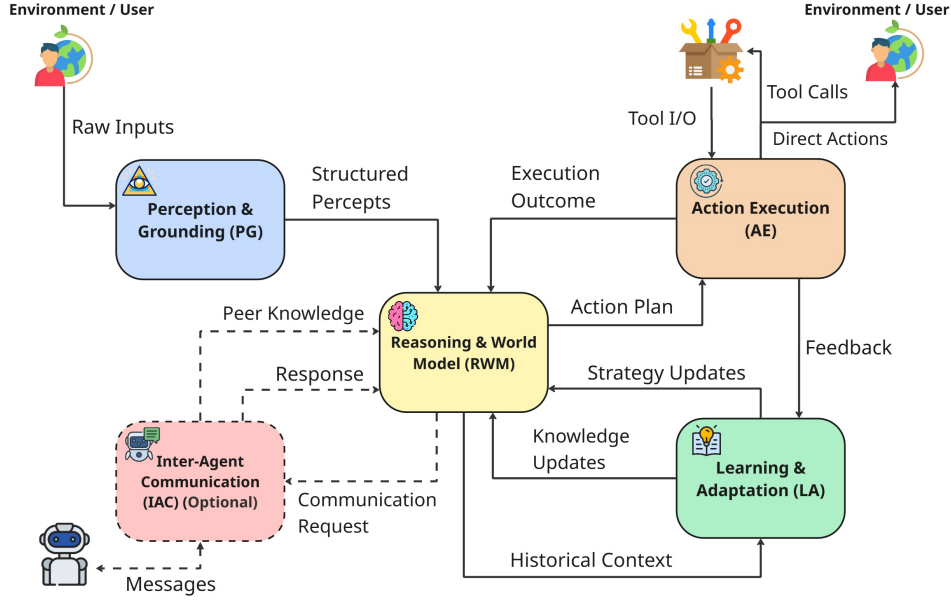 Environment / User
Environment / User
Tool Calls
Tool I/O
Raw Inputs
Direct Actions
Structured
Percepts
Execution
Outcome
Perception &
Grounding (PG)
Action Execution
(AE)
Peer Knowledge
Action Plan
Reasoning & World
Model (RWM)
Feedback
Response
Strategy Updates
Knowledge
Updates
Inter-Agent
Communication
(IAC) (Optional)
Learning &
Adaptation (LA)
Communication
Request
Historical Context
Messages